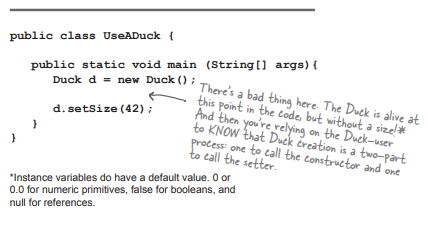 public class UseADuck {
public static void main (String[] args){
Duck d = new Duck();
There's a bad thing here. The Duck is alive at
this point in the code, but without a size!*
d.setSize(42);
And then you're relying on the Duck-user
to KNOW that Duck creation is a two-part
process: one to call the constructor and one
to call the setter.
}
}
*Instance variables do have a default value. 0 or
0.0 for numeric primitives, false for booleans, and
null for references.